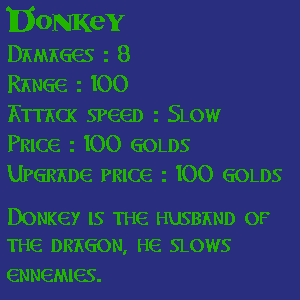 Donkey
Damages : 8
Range : 100
Attack speed : Slow
Price : 100 golds
Upgrade price : 100 golds
Donkey is the husband of
the dragon, he slows
ennemies.